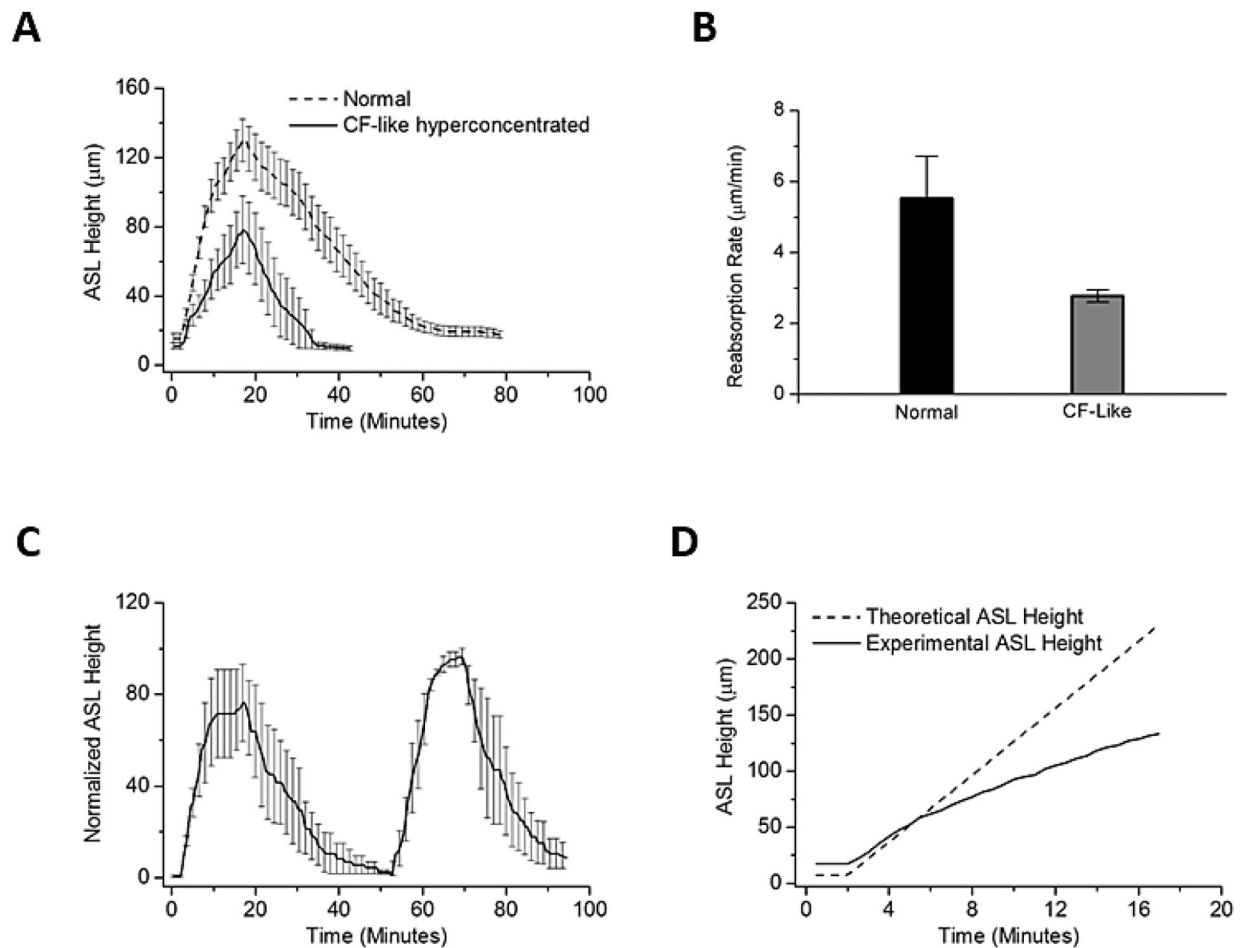 A
160
120
80
40
0
ASL Height (μm)
Normal
CF-like hyperconcentrated
0 20 40 60 80 100
Time (Minutes)
B
8
6
4
2
0
Reabsorption Rate (μm/min)
Normal CF-Like
C
120
80
40
0
Normalized ASL Height
0 20 40 60 80 100
Time (Minutes)
D
250
200
150
100
50
0
ASL Height (μm)
Theoretical ASL Height
Experimental ASL Height
0 4 8 12 16 20
Time (Minutes)